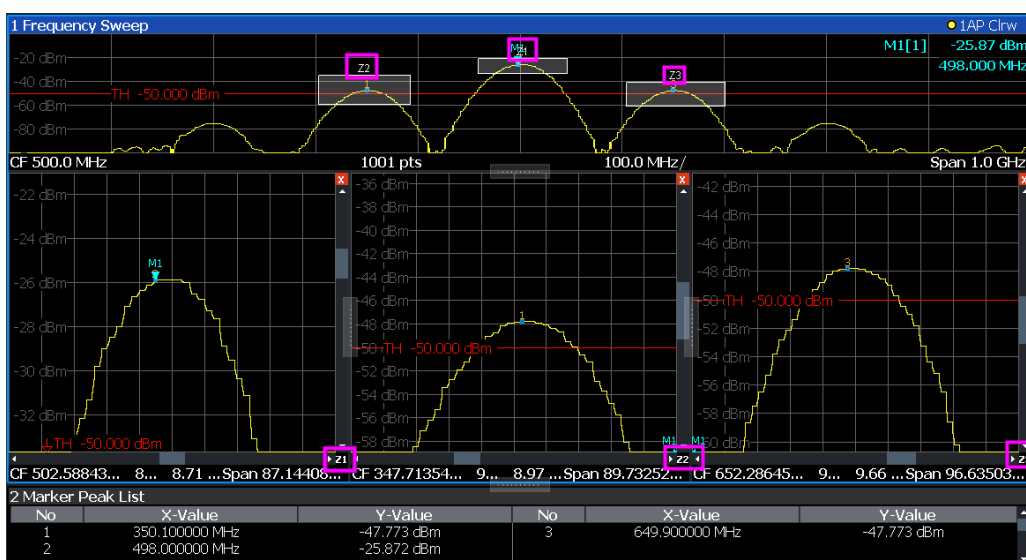 1 Frequency Sweep
1AP Clrw
M1[1] -25.87 dBm
498.000 MHz
-20 dBm
-40 dBm
TH -50.000 dBm
-60 dBm
-80 dBm
Z2
M1
Z1
Z3
1
CF 500.0 MHz 1001 pts 100.0 MHz/ Span 1.0 GHz
-22 dBm
-24 dBm
-26 dBm
-28 dBm
-30 dBm
-32 dBm
M1
TH -50.000 dBm
X
-36 dBm
-38 dBm
-40 dBm
-42 dBm
-44 dBm
-46 dBm
-48 dBm
-50 TH -50.000 dBm
-52 dBm
-54 dBm
-56 dBm
-58 dBm
1
M1
X
-42 dBm
-44 dBm
-46 dBm
-48 dBm
-50 TH -50.000 dBm
-52 dBm
-54 dBm
-56 dBm
-58 dBm
-60 dBm
3
M1
X
Z1
Z2
CF 502.58843... 8... 8.71 ...Span 87.14408...
CF 347.71354... 9... 8.97 ...Span 89.73252...
CF 652.28645... 9... 9.66 ...Span 96.63503...
2 Marker Peak List
No X-Value Y-Value No X-Value Y-Value
1 350.100000 MHz -47.773 dBm 3 649.900000 MHz -47.773 dBm
2 498.000000 MHz -25.872 dBm